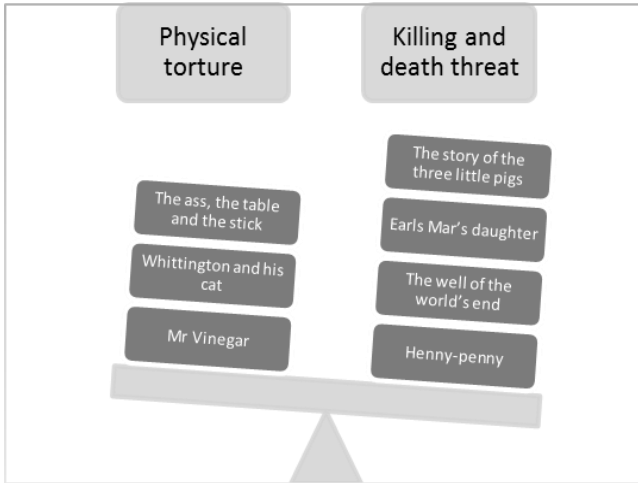 Physical
torture
Killing and
death threat
The ass, the table
and the stick
Whittington and his
cat
Mr Vinegar
The story of the
three little pigs
Earls Mar's daughter
The well of the
world's end
Henny-penny